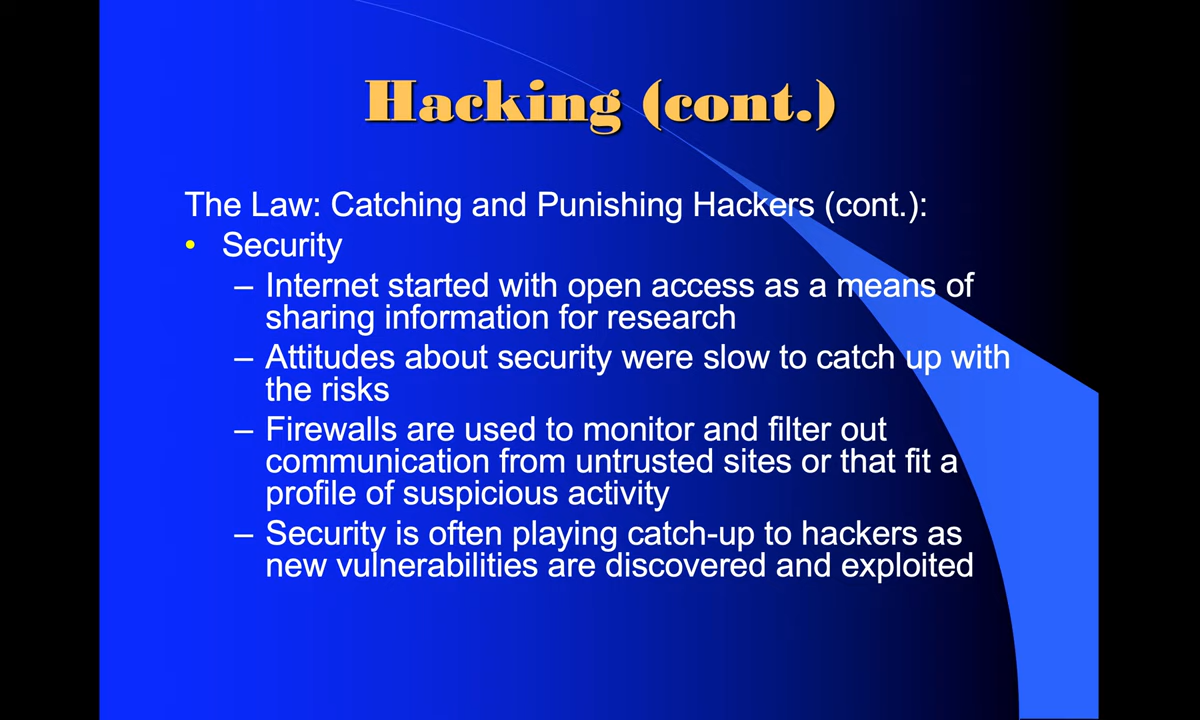 Hacking (cont.)
The Law: Catching and Punishing Hackers (cont.):
• Security
– Internet started with open access as a means of
sharing information for research
– Attitudes about security were slow to catch up with
the risks
– Firewalls are used to monitor and filter out
communication from untrusted sites or that fit a
profile of suspicious activity
– Security is often playing catch-up to hackers as
new vulnerabilities are discovered and exploited